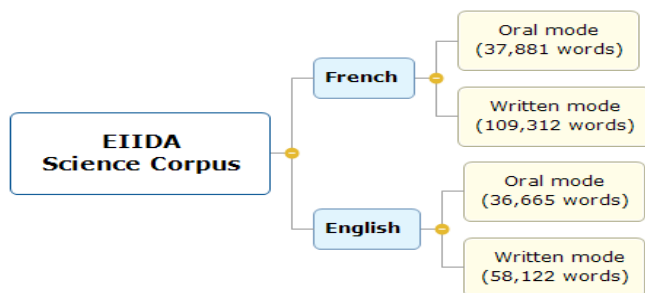 EIIDA
Science Corpus
French
Oral mode
(37,881 words)
Written mode
(109,312 words)
English
Oral mode
(36,665 words)
Written mode
(58,122 words)